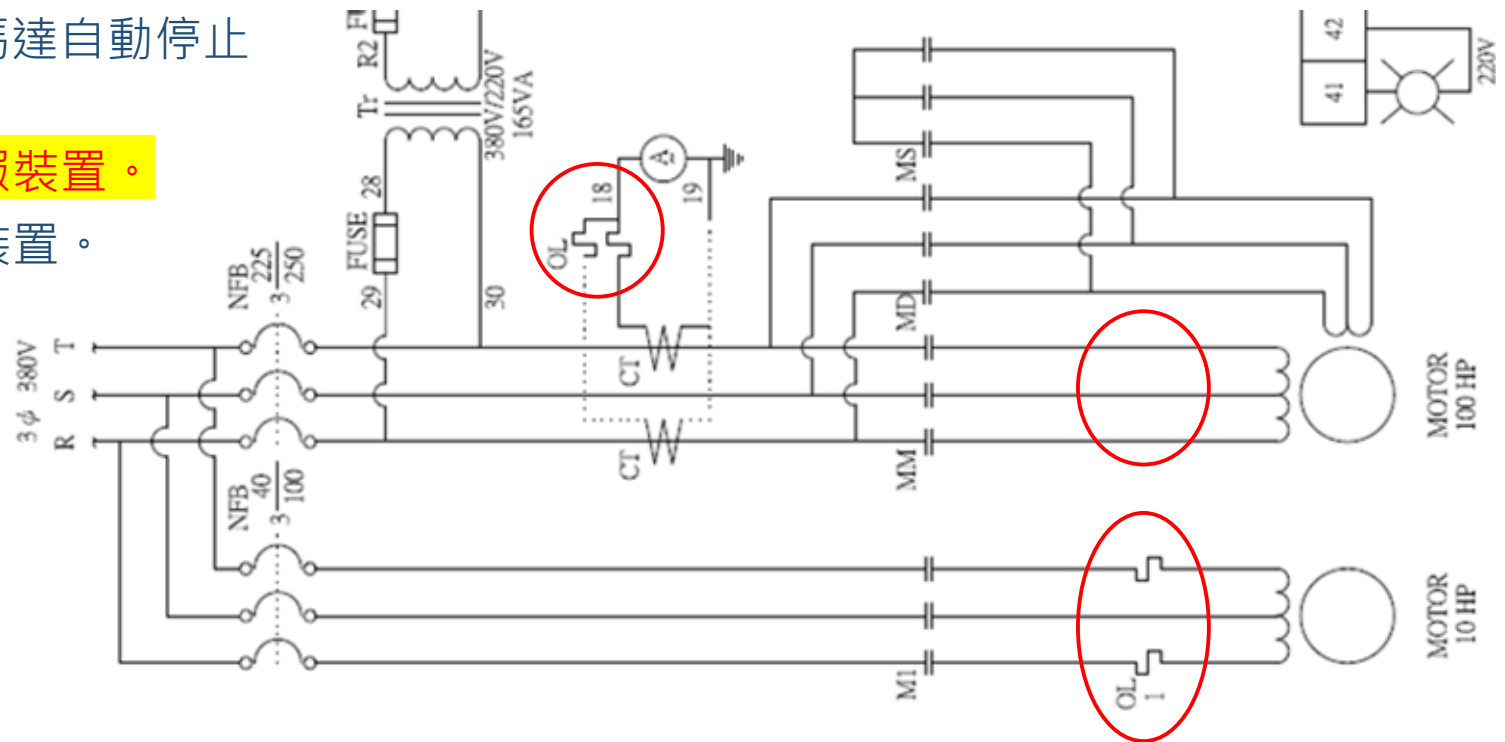 馬達自動停止
報裝置。
裝置。
R2
Tr
380V/220V
165VA
28
FUSE
29
30
18
19
A
OL
CT
CT
NFB
225
3
250
NFB
40
3
100
3φ 380V
R S T
MS
MD
MM
M1
OL
1
42
41
220V
MOTOR
100 HP
MOTOR
10 HP